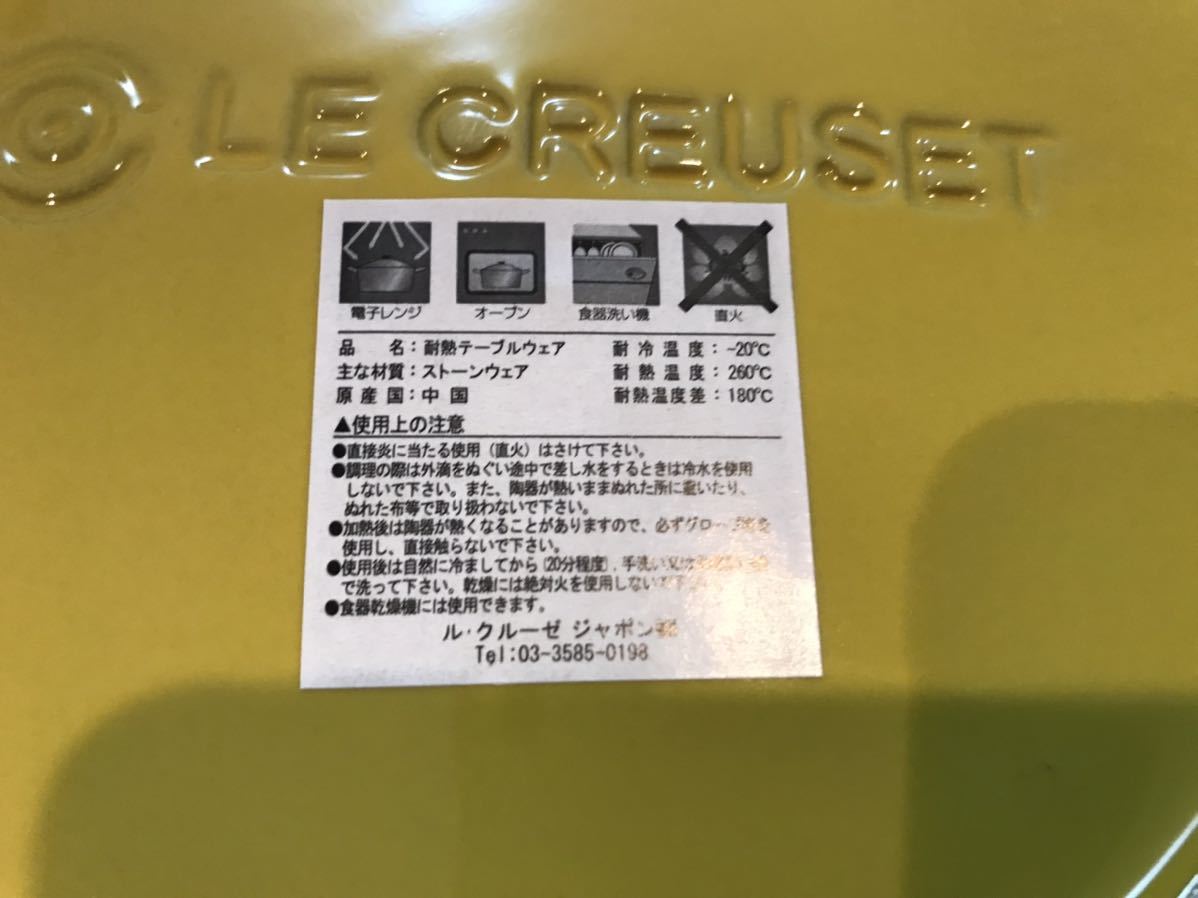 LE CREUSET
電子レンジ オーブン 食器洗い機 直火
品名：耐熱テーブルウェア 耐冷温度：-20℃
主な材質：ストーンウェア 耐熱温度：260℃
原産国：中国 耐熱温度差：180℃
▲使用上の注意
●直接炎に当たる使用（直火）はさけて下さい。
●調理の際は外滴をぬぐい途中で差し水をするときは冷水を使用
しないで下さい。また、陶器が熱いままぬれた所に置いたり、
ぬれた布等で取り扱わないで下さい。
●加熱後は陶器が熱くなることがありますので、必ずグローブ等を
使用し、直接触らないで下さい。
●使用後は自然に冷ましてから（20分程度）、手洗い又は
で洗って下さい。乾燥には絶対火を使用しない
●食器乾燥機には使用できます。
ル・クルーゼ ジャポン
Tel:03-3585-0198